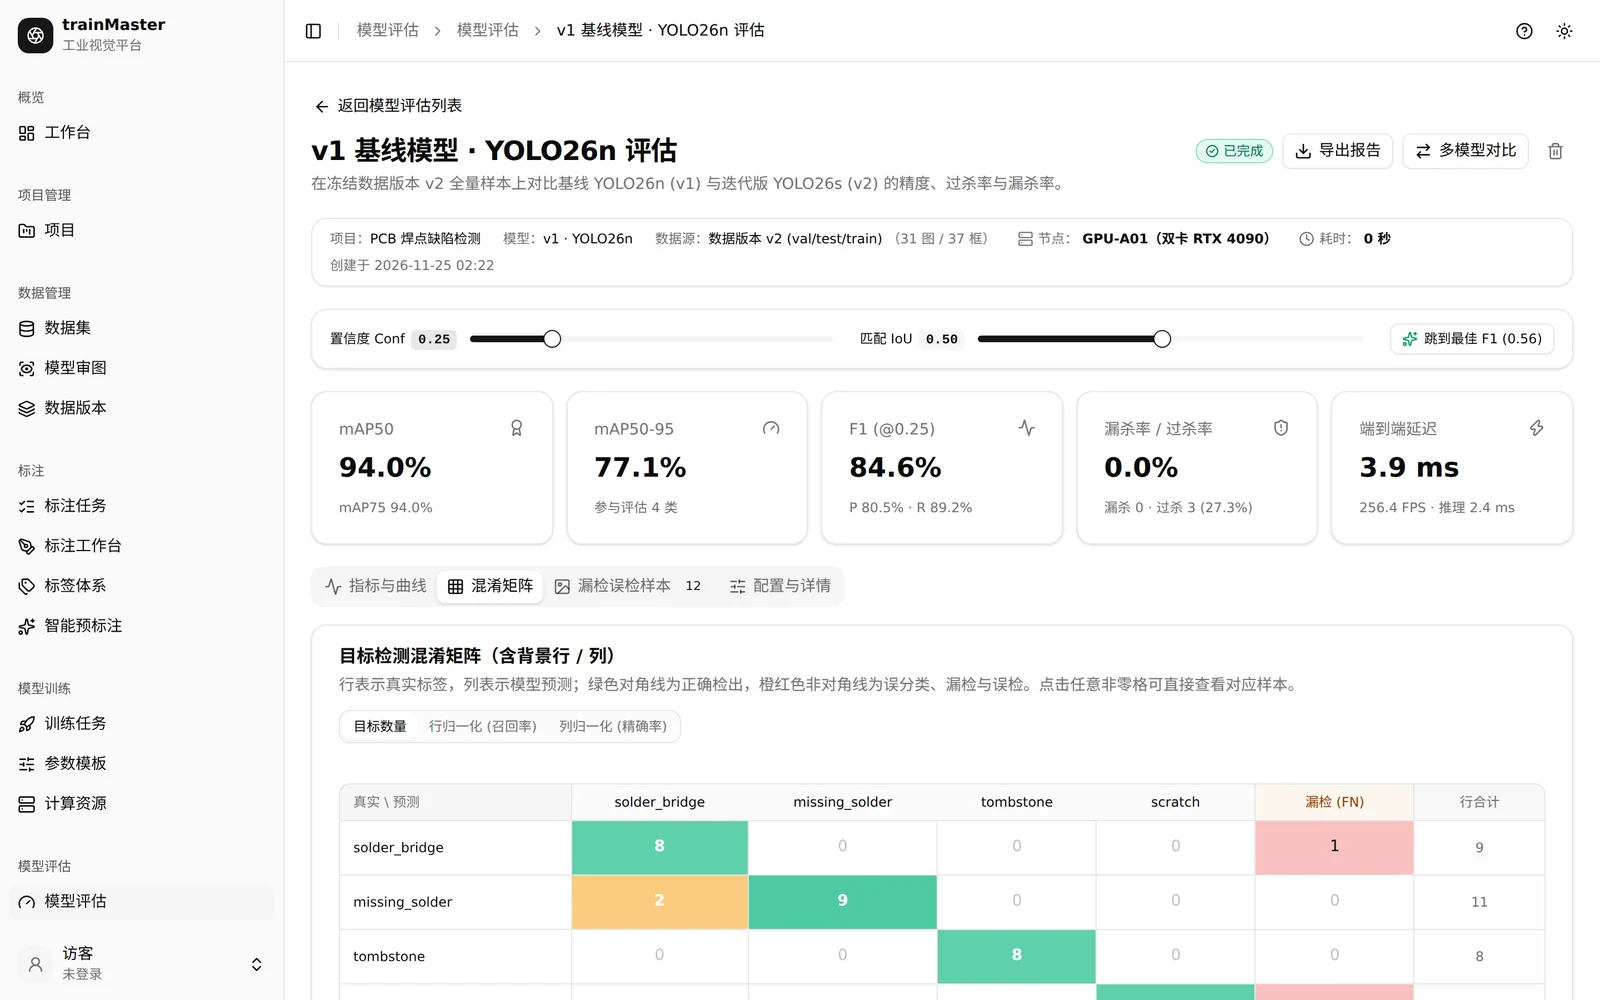 trainMaster
工业视觉平台
概览
工作台
项目管理
项目
数据管理
数据集
模型审图
数据版本
标注
标注任务
标注工作台
标签体系
智能预标注
模型训练
训练任务
参数模板
计算资源
模型评估
模型评估
访客
未登录
模型评估 > 模型评估 > v1 基线模型 · YOLO26n 评估
返回模型评估列表
v1 基线模型 · YOLO26n 评估
已完成
导出报告
多模型对比
在冻结数据版本 v2 全量样本上对比基线 YOLO26n (v1) 与迭代版 YOLO26s (v2) 的精度、过杀率与漏杀率。
项目： PCB 焊点缺陷检测 模型： v1 · YOLO26n 数据源： 数据版本 v2 (val/test/train) （31 图 / 37 框） 节点： GPU-A01（双卡 RTX 4090） 耗时： 0 秒
创建于 2026-11-25 02:22
置信度 Conf 0.25 匹配 IoU 0.50 跳到最佳 F1 (0.56)
mAP50
94.0%
mAP75 94.0%
mAP50-95
77.1%
参与评估 4 类
F1 (@0.25)
84.6%
P 80.5% · R 89.2%
漏杀率 / 过杀率
0.0%
漏杀 0 · 过杀 3 (27.3%)
端到端延迟
3.9 ms
256.4 FPS · 推理 2.4 ms
指标与曲线 混淆矩阵 漏检误检样本 12 配置与详情
目标检测混淆矩阵（含背景行 / 列）
行表示真实标签，列表示模型预测；绿色对角线为正确检出，橙红色非对角线为误分类、漏检与误检。点击任意非零格可直接查看对应样本。
目标数量 行归一化 (召回率) 列归一化 (精确率)
真实 \ 预测 solder_bridge missing_solder tombstone scratch 漏检 (FN) 行合计
solder_bridge 8 0 0 0 1 9
missing_solder 2 9 0 0 0 11
tombstone 0 0 8 0 0 8